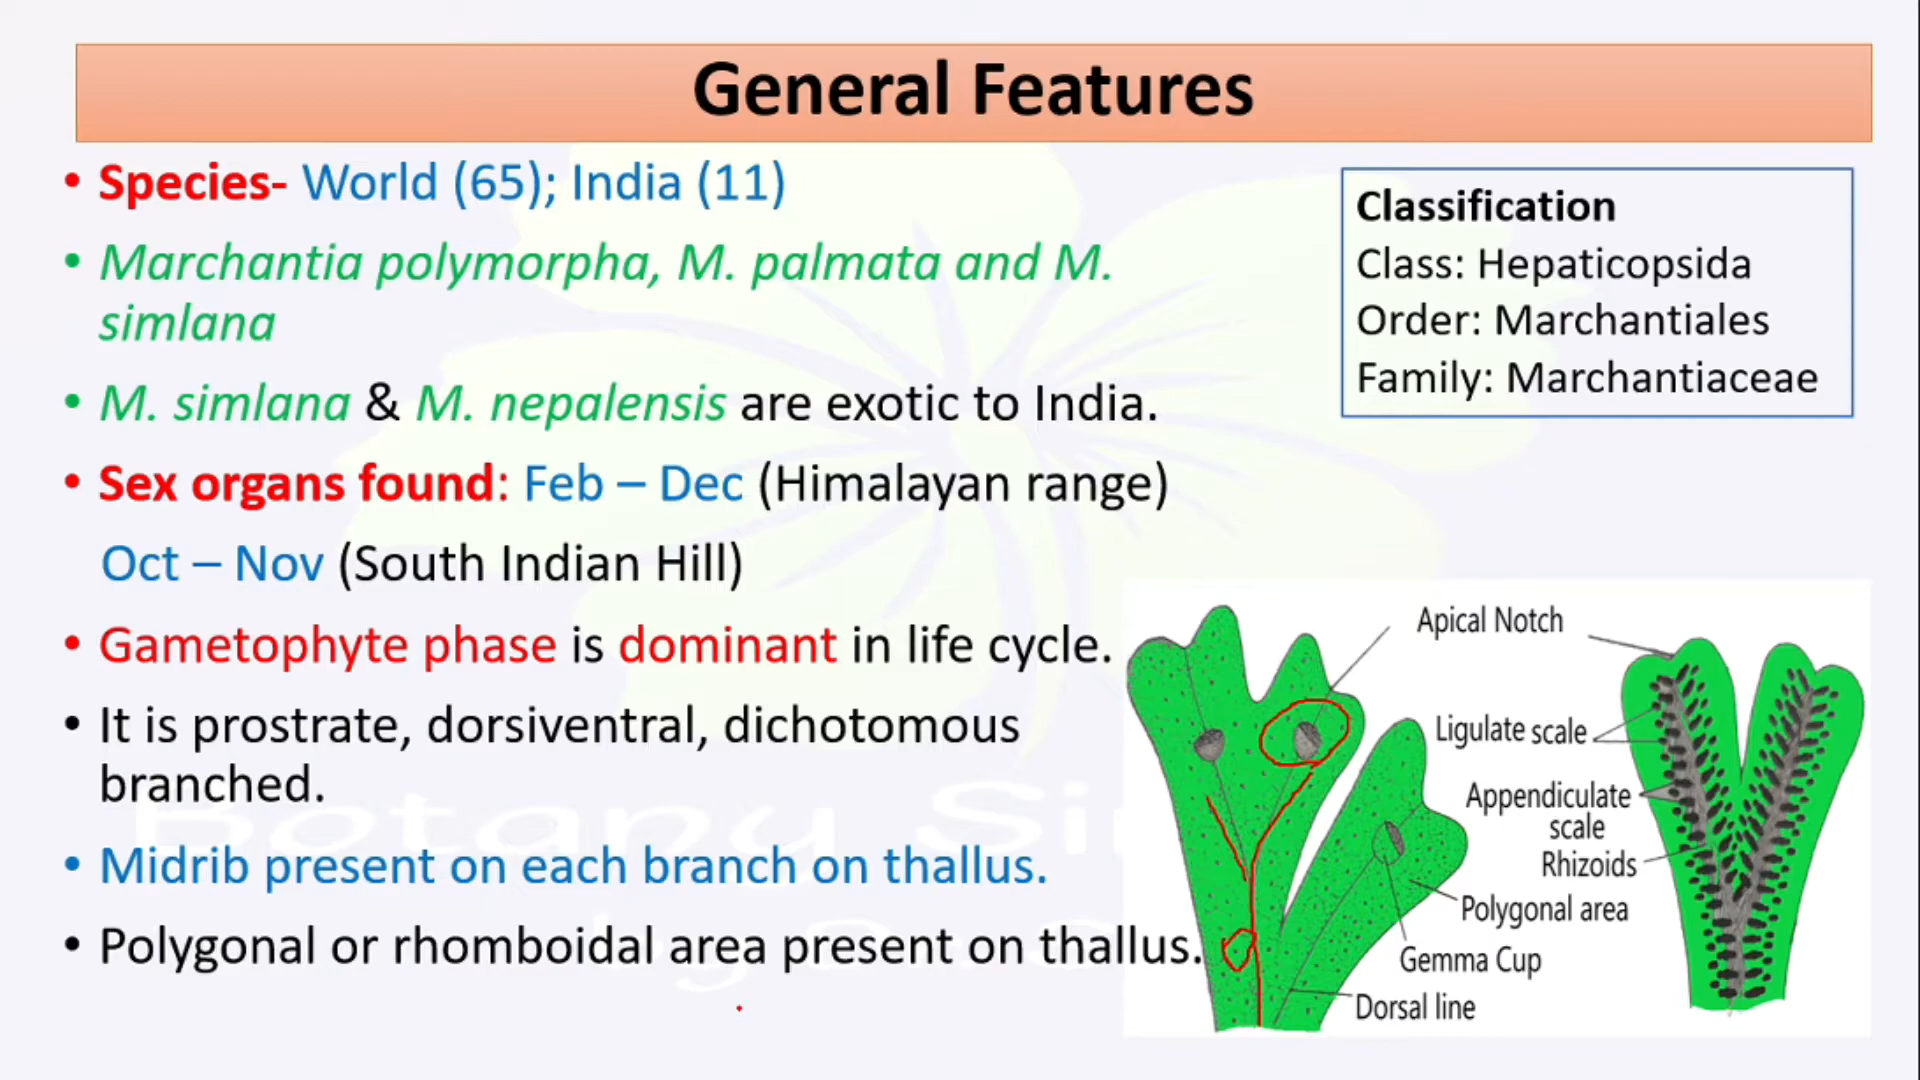 General Features
• Species- World (65); India (11)
• Marchantia polymorpha, M. palmata and M.
simlana
• M. simlana & M. nepalensis are exotic to India.
• Sex organs found: Feb – Dec (Himalayan range)
Oct – Nov (South Indian Hill)
• Gametophyte phase is dominant in life cycle.
• It is prostrate, dorsiventral, dichotomous
branched.
• Midrib present on each branch on thallus.
• Polygonal or rhomboidal area present on thallus.
Classification
Class: Hepaticopsida
Order: Marchantiales
Family: Marchantiaceae
Apical Notch
Ligulate scale
Appendiculate
scale
Rhizoids
Polygonal area
Gemma Cup
Dorsal line
Botany